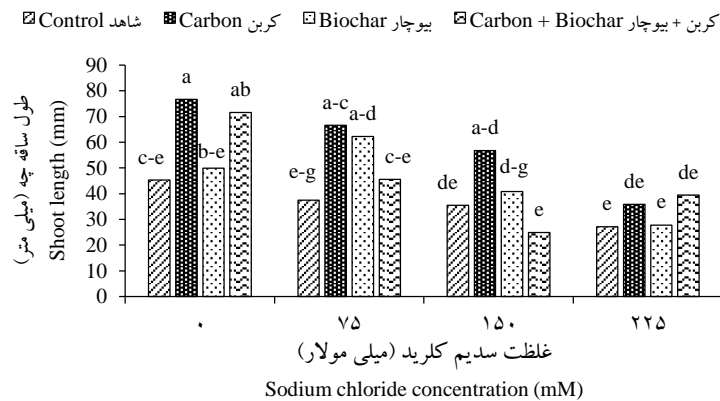 شاهد Control کربن Carbon بیوچار Biochar کربن + بیوچار Carbon + Biochar
طول ساقه چه (میلی متر)
Shoot length (mm)
90
80
70
60
50
40
30
20
10
0
c-e a b-e ab
e-g a-c a-d c-e
de a-d d-g e
e de e de
۰ ۷۵ ۱۵۰ ۲۲۵
غلظت سدیم کلرید (میلی مولار)
Sodium chloride concentration (mM)